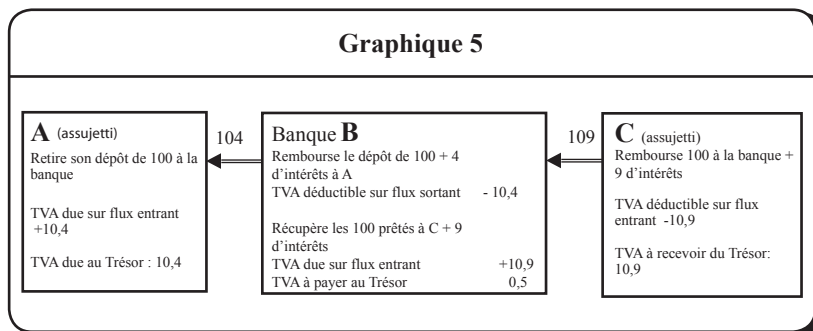 Graphique 5
A (assujetti)
Retire son dépôt de 100 à la
banque
TVA due sur flux entrant
+10,4
TVA due au Trésor : 10,4
104
Banque B
Rembourse le dépôt de 100 + 4
d’intérêts à A
TVA déductible sur flux sortant - 10,4
Récupère les 100 prêtés à C + 9
d’intérêts
TVA due sur flux entrant +10,9
TVA à payer au Trésor 0,5
109
C (assujetti)
Rembourse 100 à la banque +
9 d’intérêts
TVA déductible sur flux
entrant -10,9
TVA à recevoir du Trésor:
10,9